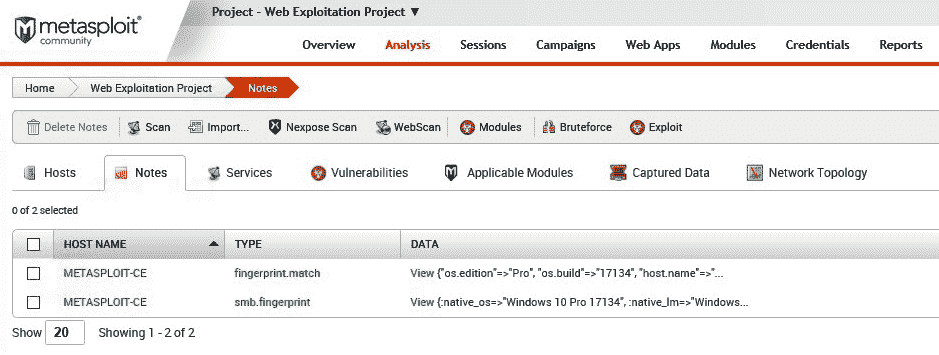 Project - Web Exploitation Project ▼
metasploit®
community
Overview Analysis Sessions Campaigns Web Apps Modules Credentials Reports
Home Web Exploitation Project Notes
Delete Notes Scan Import... Nexpose Scan WebScan Modules Bruteforce Exploit
Hosts Notes Services Vulnerabilities Applicable Modules Captured Data Network Topology
0 of 2 selected
HOST NAME TYPE DATA
METASPLOIT-CE fingerprint.match View {"os.edition"=>"Pro", "os.build"=>"17134", "host.name"=>"...
METASPLOIT-CE smb.fingerprint View {:native_os=>"Windows 10 Pro 17134", :native_lm=>"Windows...
Show 20 Showing 1 - 2 of 2